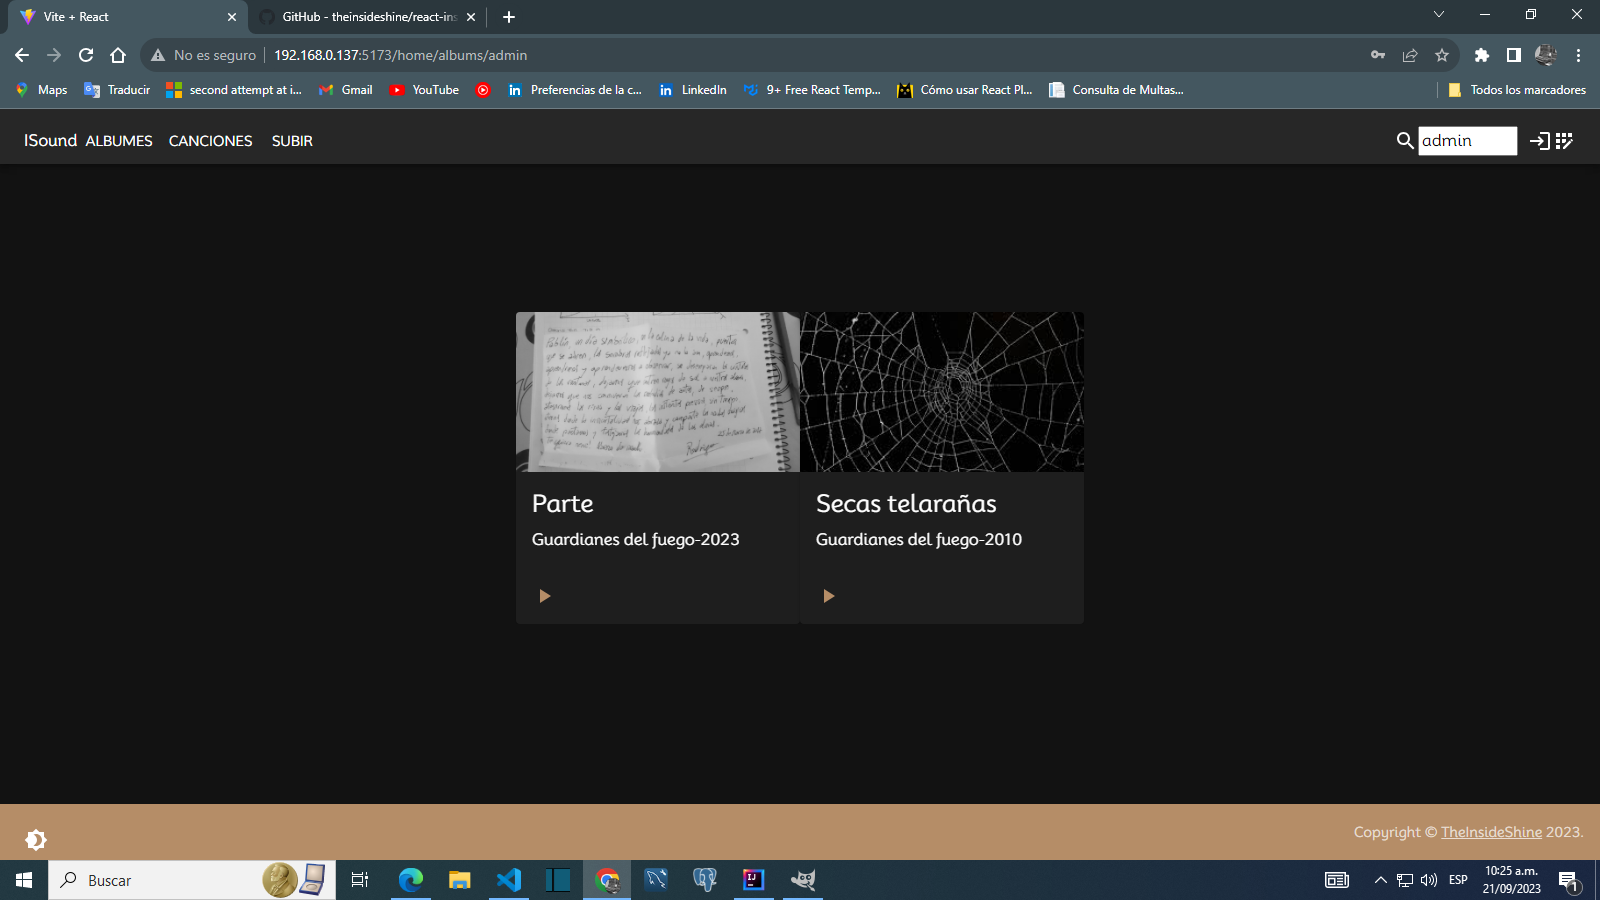 Vite + React
GitHub - theinsideshine/react-ins
No es seguro
192.168.0.137:5173/home/albums/admin
Maps
Traducir
second attempt at i...
Gmail
YouTube
Preferencias de la c...
LinkedIn
9+ Free React Temp...
Cómo usar React Pl...
Consulta de Multas...
Todos los marcadores
ISound ALBUMES CANCIONES SUBIR
admin
Parte
Guardianes del fuego-2023
Secas telarañas
Guardianes del fuego-2010
Copyright © TheInsideShine 2023.
Buscar
ESP
10:25 a.m.
21/09/2023
1